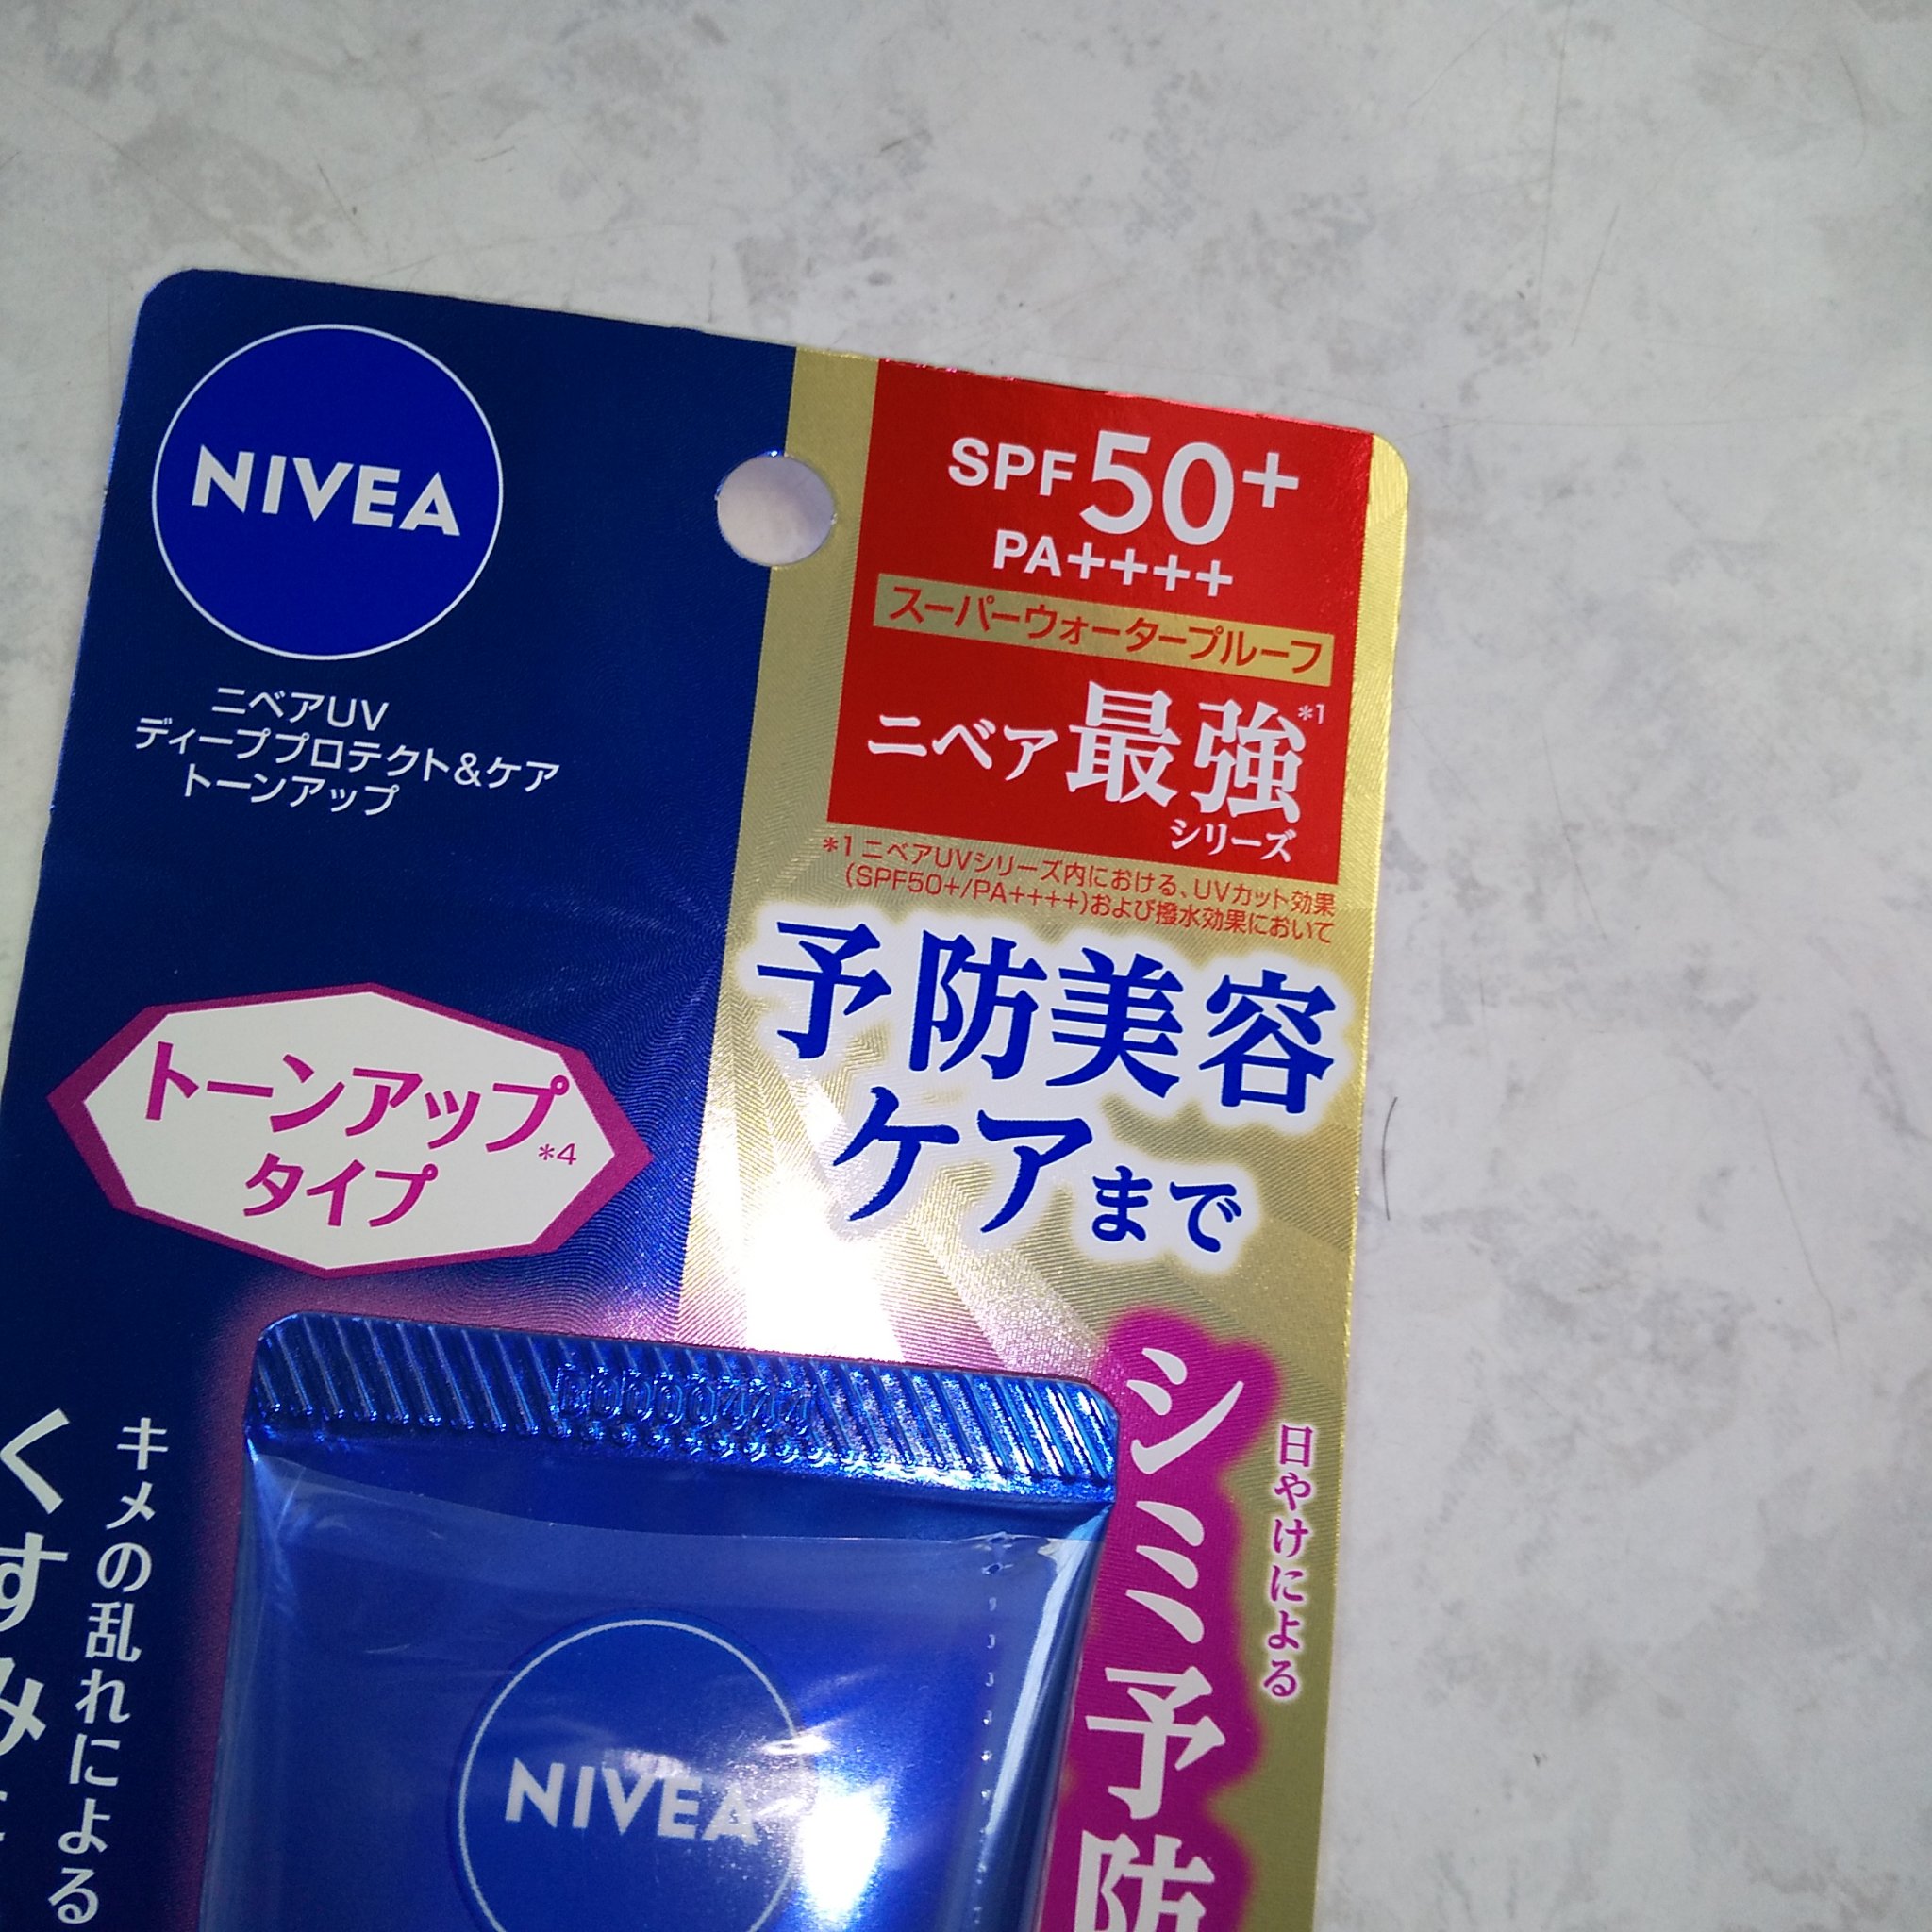 NIVEA
ニベアUV
ディーププロテクト&ケア
トーンアップ
SPF50+
PA++++
スーパーウォータープルーフ
ニベア最強*1
シリーズ
*1 ニベアUVシリーズ内における、UVカット効果
(SPF50+/PA++++)および撥水効果において
予防美容
ケアまで
トーンアップ*4
タイプ
日やけによる
シミ予防
キメの乱れによる
くすみ
NIVEA